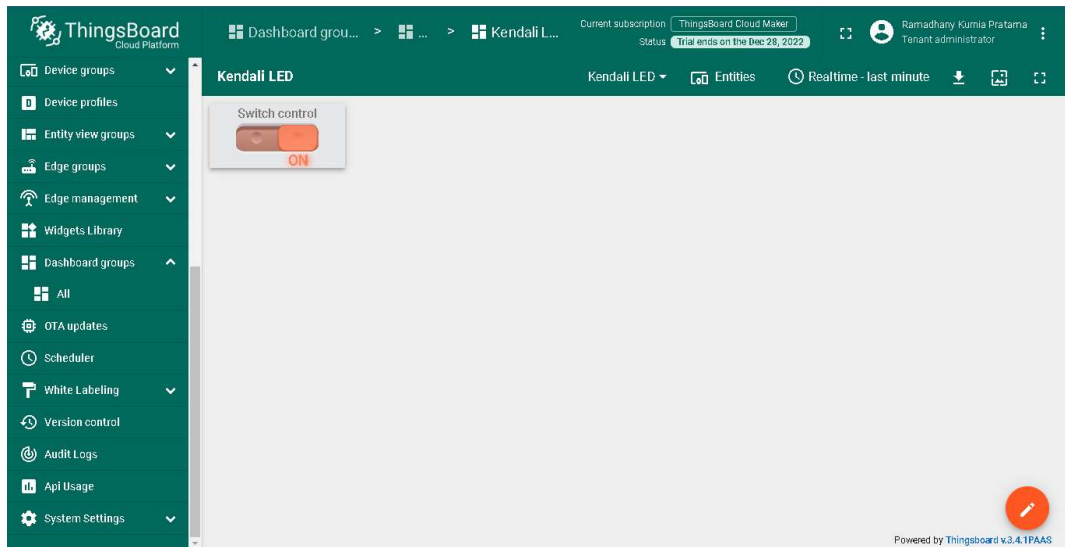 ThingsBoard
Cloud Platform
Dashboard grou... > ... > Kendali L...
Current subscription ThingsBoard Cloud Maker
Status Trial ends on the Dec 28, 2022
Ramadhany Kurnia Pratama
Tenant administrator
Device groups
Device profiles
Entity view groups
Edge groups
Edge management
Widgets Library
Dashboard groups
All
OTA updates
Scheduler
White Labeling
Version control
Audit Logs
Api Usage
System Settings
Kendali LED
Kendali LED
Entities
Realtime - last minute
Switch control
ON
Powered by Thingsboard v.3.4.1PAAS